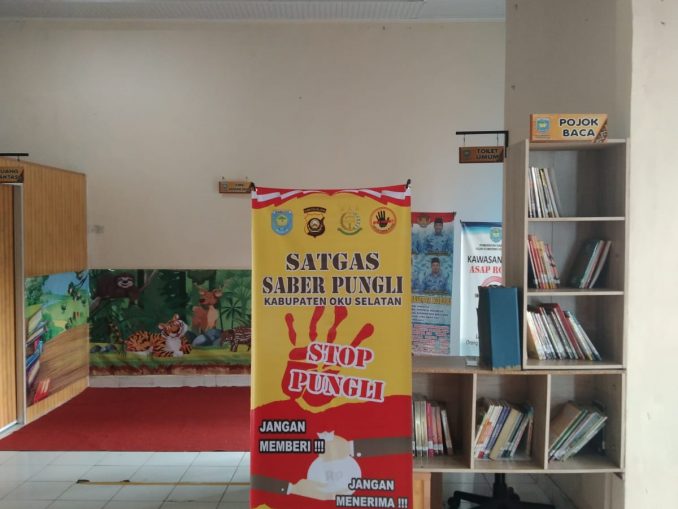 POJOK
BACA
TOILET
UMUM
SATGAS
SABER PUNGLI
KABUPATEN OKU SELATAN
STOP
PUNGLI
JANGAN
MEMBERI !!!
RP
JANGAN
MENERIMA !!!
KAWASAN
ASAP RO